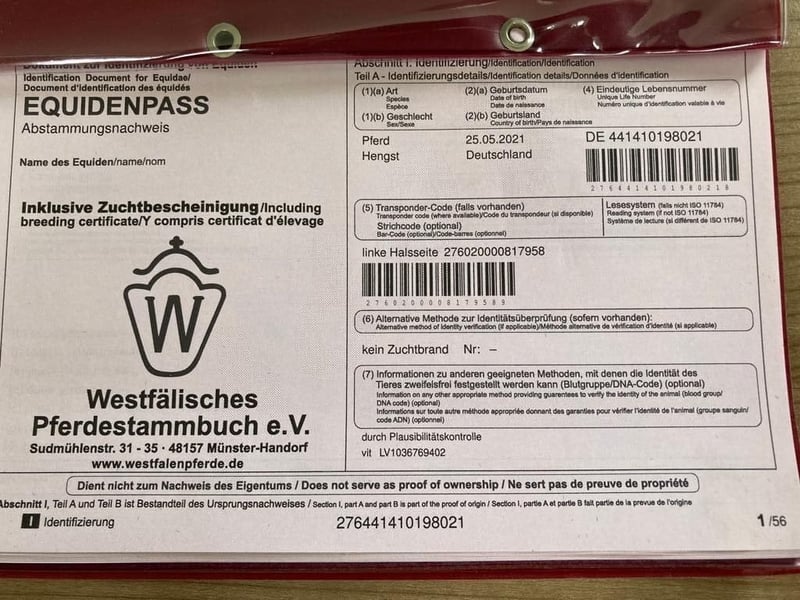 Dokument zur Identifizierung von Equiden
Identification Document for Equidae/
Document d'identification des équidés
EQUIDENPASS
Abstammungsnachweis
Name des Equiden/name/nom
Inklusive Zuchtbescheinigung/Including
breeding certificate/Y compris certificat d'élevage
W
Westfälisches
Pferdestammbuch e.V.
Sudmühlenstr. 31 - 35 · 48157 Münster-Handorf
www.westfalenpferde.de
Abschnitt I: Identifizierung/Identification/Identification
Teil A - Identifizierungsdetails/Identification details/Données d'identification
(1)(a) Art
Species
Espèce
(2)(a) Geburtsdatum
Date of birth
Date de naissance
(4) Eindeutige Lebensnummer
Unique Life Number
Numéro unique d'identification valable à vie
(1)(b) Geschlecht
Sex/Sexe
(2)(b) Geburtsland
Country of birth/Pays de naissance
Pferd 25.05.2021 DE 441410198021
Hengst Deutschland
2764414101980218
(5) Transponder-Code (falls vorhanden)
Transponder code (where available)/Code du transpondeur (si disponible)
Strichcode (optional)
Bar-Code (optional)/Code-barres (optionnel)
Lesesystem (falls nicht ISO 11784)
Reading system (if not ISO 11784)
Système de lecture (si différent de ISO 11784)
linke Halsseite 276020000817958
2760200008179589
(6) Alternative Methode zur Identitätsüberprüfung (sofern vorhanden):
Alternative method of identity verification (if applicable)/Méthode alternative de vérification d'identité (si applicable)
kein Zuchtbrand Nr: –
(7) Informationen zu anderen geeigneten Methoden, mit denen die Identität des
Tieres zweifelsfrei festgestellt werden kann (Blutgruppe/DNA-Code) (optional)
Information on any other appropriate method providing guarantees to verify the identity of the animal (blood group/
DNA code) (optional)
Informations sur toute autre méthode appropriée donnant des garanties pour vérifier l'identité de l'animal (groupe sanguin/
code ADN) (optionnel)
durch Plausibilitätskontrolle
vit LV1036769402
Dient nicht zum Nachweis des Eigentums / Does not serve as proof of ownership / Ne sert pas de preuve de propriété
Abschnitt I, Teil A und Teil B ist Bestandteil des Ursprungsnachweises / Section I, part A and part B is part of the proof of origin / Section I, partie A et partie B fait partie de la prevue de l'origine
I Identifizierung 276441410198021 1/56